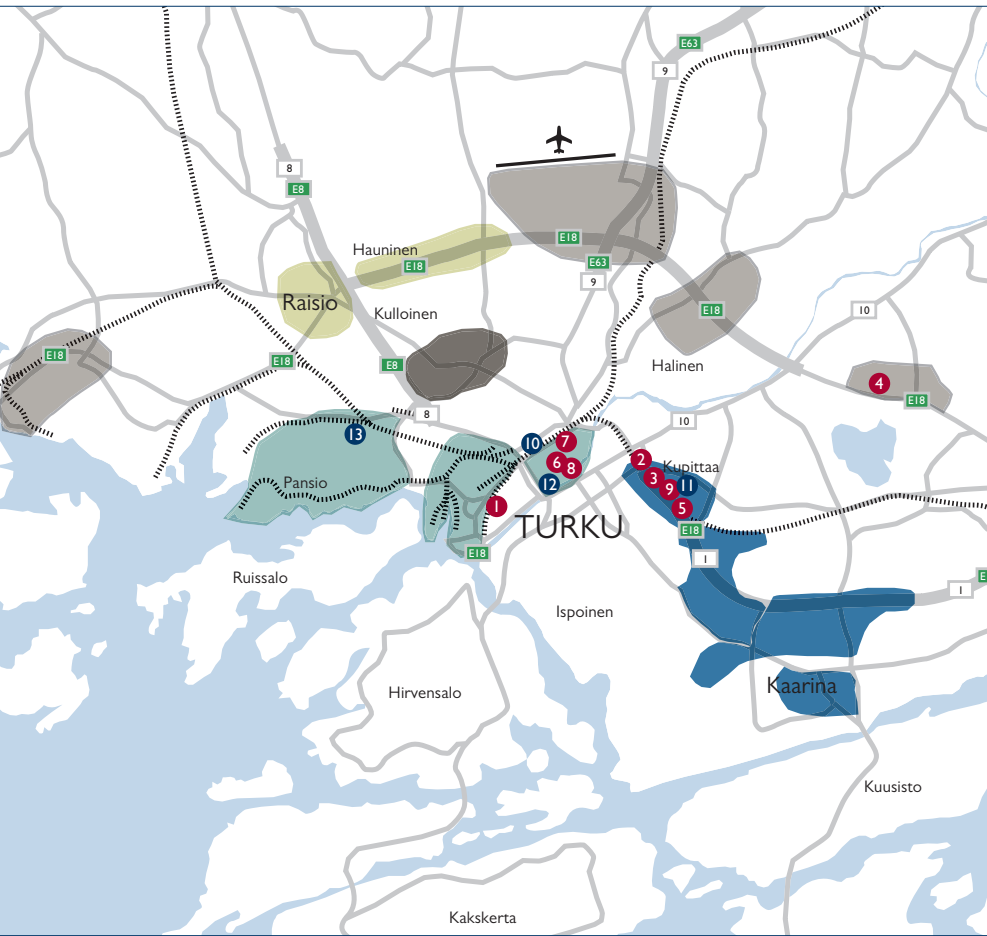 E63
9
8
E8
Hauninen
E18
E18
E63
9
Raisio
Kulloinen
E18
10
E18
E18
E8
Halinen
4
E18
8
10
13
10
7
6
8
12
2
Kupittaa
3
9
11
5
Pansio
1
TURKU
E18
E18
1
Ruissalo
E
1
Ispoinen
Hirvensalo
Kaarina
Kuusisto
Kakskerta